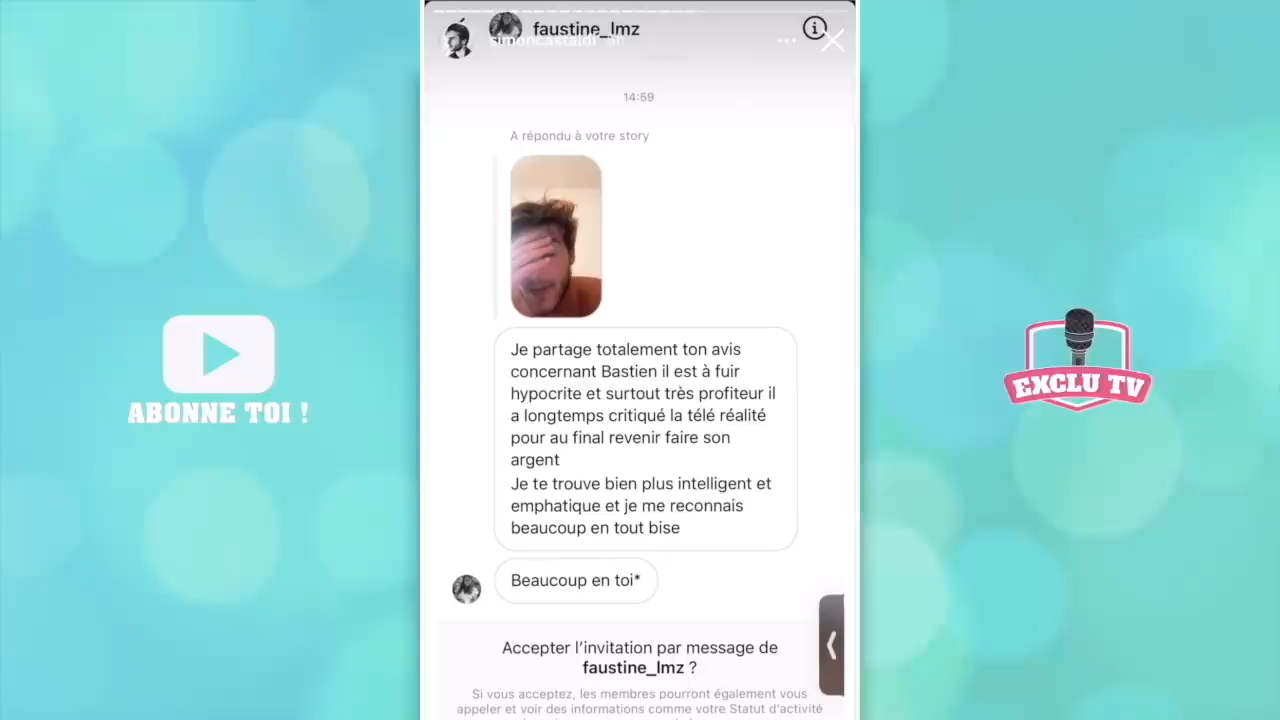 faustine_lmz
simoncastaldi 3h
14:59
A répondu à votre story
Je partage totalement ton avis
concernant Bastien il est à fuir
hypocrite et surtout très profiteur il
a longtemps critiqué la télé réalité
pour au final revenir faire son
argent
Je te trouve bien plus intelligent et
emphatique et je me reconnais
beaucoup en tout bise
Beaucoup en toi*
Accepter l'invitation par message de
faustine_lmz ?
Si vous acceptez, les membres pourront également vous
appeler et voir des informations comme votre Statut d'activité
ABONNE TOI !
EXCLU TV